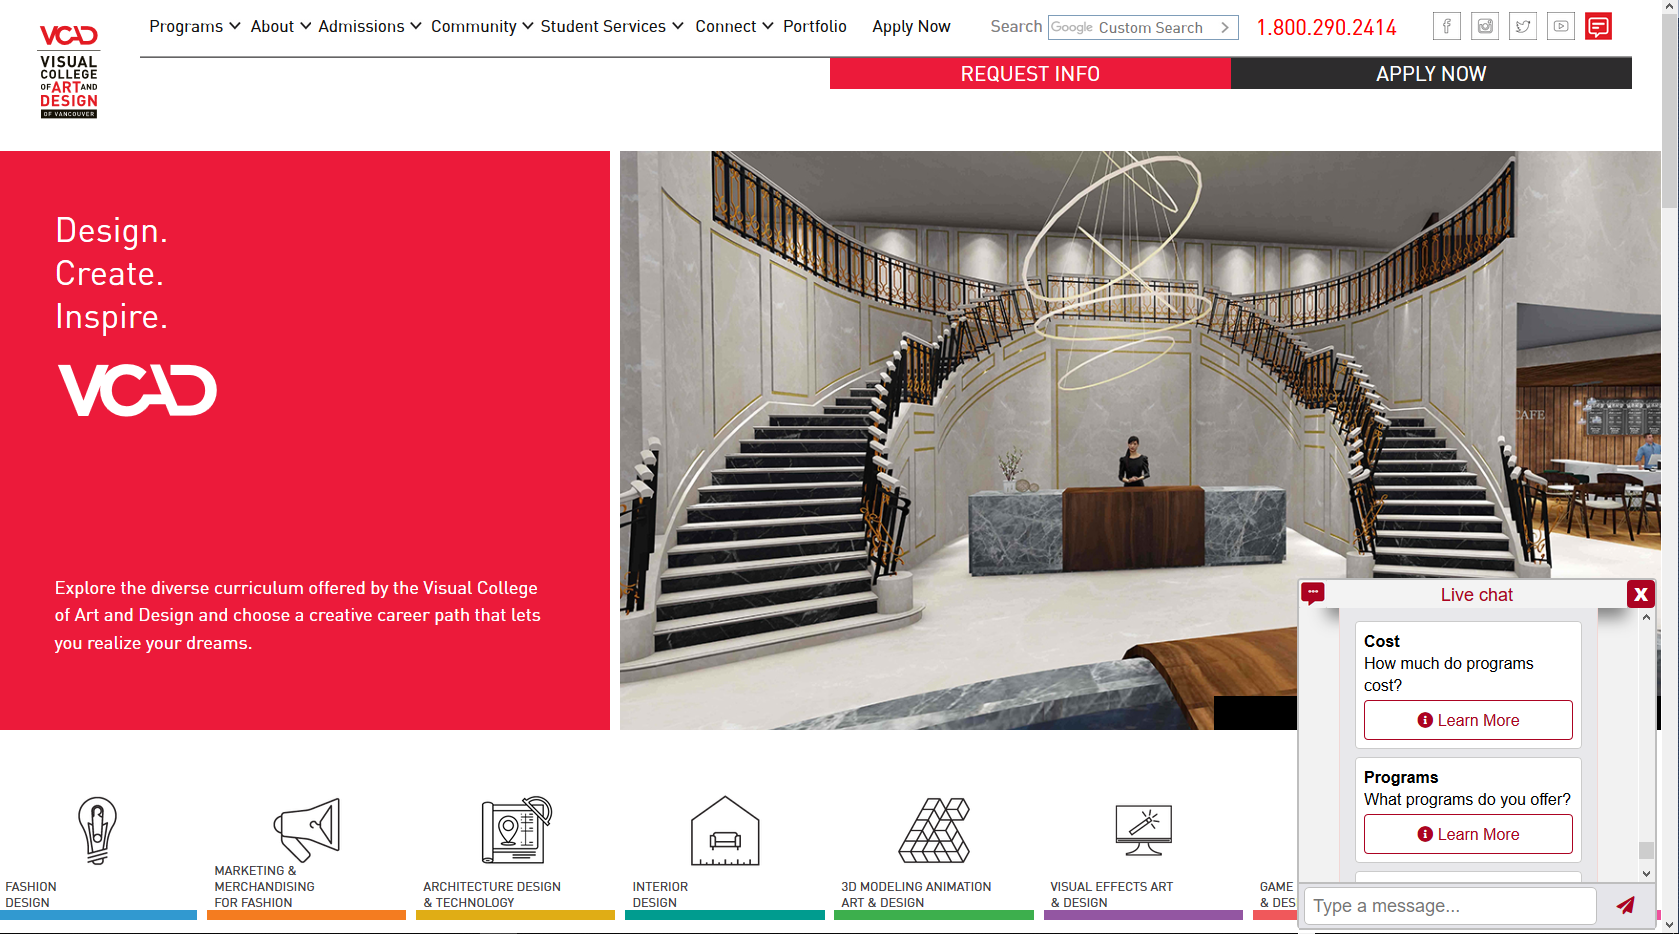 VCAD
VISUAL
COLLEGE
OF ART AND
DESIGN
OF VANCOUVER
Programs About Admissions Community Student Services Connect Portfolio Apply Now Search Google Custom Search 1.800.290.2414
REQUEST INFO APPLY NOW
Design.
Create.
Inspire.
VCAD
Explore the diverse curriculum offered by the Visual College
of Art and Design and choose a creative career path that lets
you realize your dreams.
CAFE
Live chat X
Cost
How much do programs
cost?
Learn More
Programs
What programs do you offer?
Learn More
Type a message...
FASHION
DESIGN
MARKETING &
MERCHANDISING
FOR FASHION
ARCHITECTURE DESIGN
& TECHNOLOGY
INTERIOR
DESIGN
3D MODELING ANIMATION
ART & DESIGN
VISUAL EFFECTS ART
& DESIGN
GAME
& DES